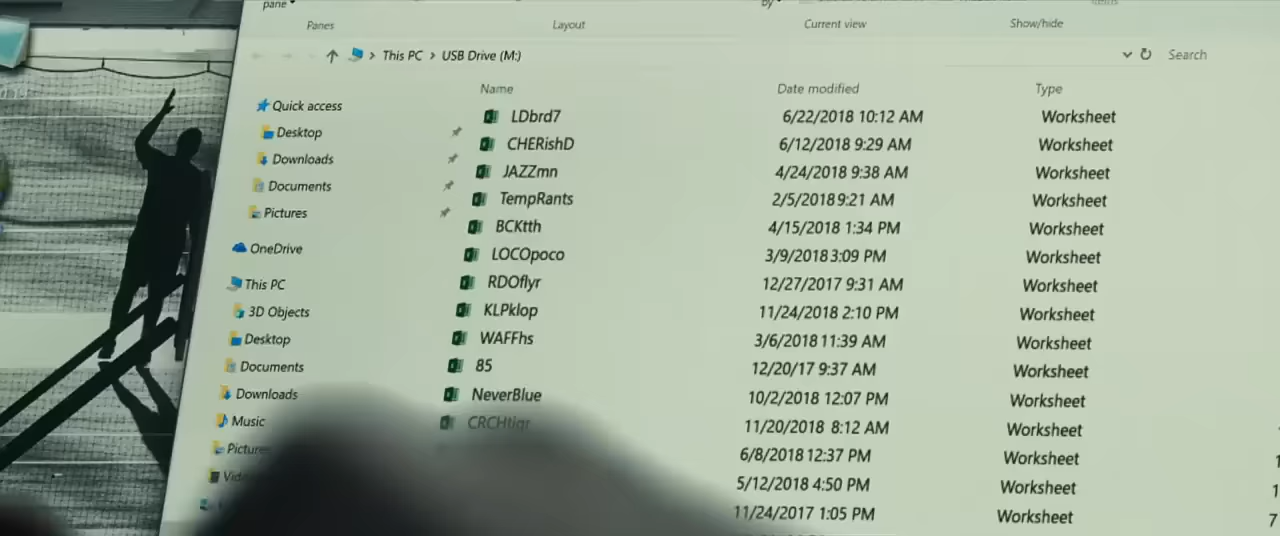 pane
by
Panes Layout Current view Show/hide
This PC > USB Drive (M:) Search
Name Date modified Type
Quick access
Desktop
Downloads
Documents
Pictures
OneDrive
This PC
3D Objects
Desktop
Documents
Downloads
Music
LDbrd7 6/22/2018 10:12 AM Worksheet
CHERishD 6/12/2018 9:29 AM Worksheet
JAZZmn 4/24/2018 9:38 AM Worksheet
TempRants 2/5/2018 9:21 AM Worksheet
BCKtth 4/15/2018 1:34 PM Worksheet
LOCOpoco 3/9/2018 3:09 PM Worksheet
RDOflyr 12/27/2017 9:31 AM Worksheet
KLPklop 11/24/2018 2:10 PM Worksheet
WAFFhs 3/6/2018 11:39 AM Worksheet
85 12/20/17 9:37 AM Worksheet
NeverBlue 10/2/2018 12:07 PM Worksheet
11/20/2018 8:12 AM Worksheet
6/8/2018 12:37 PM Worksheet
5/12/2018 4:50 PM Worksheet
11/24/2017 1:05 PM Worksheet